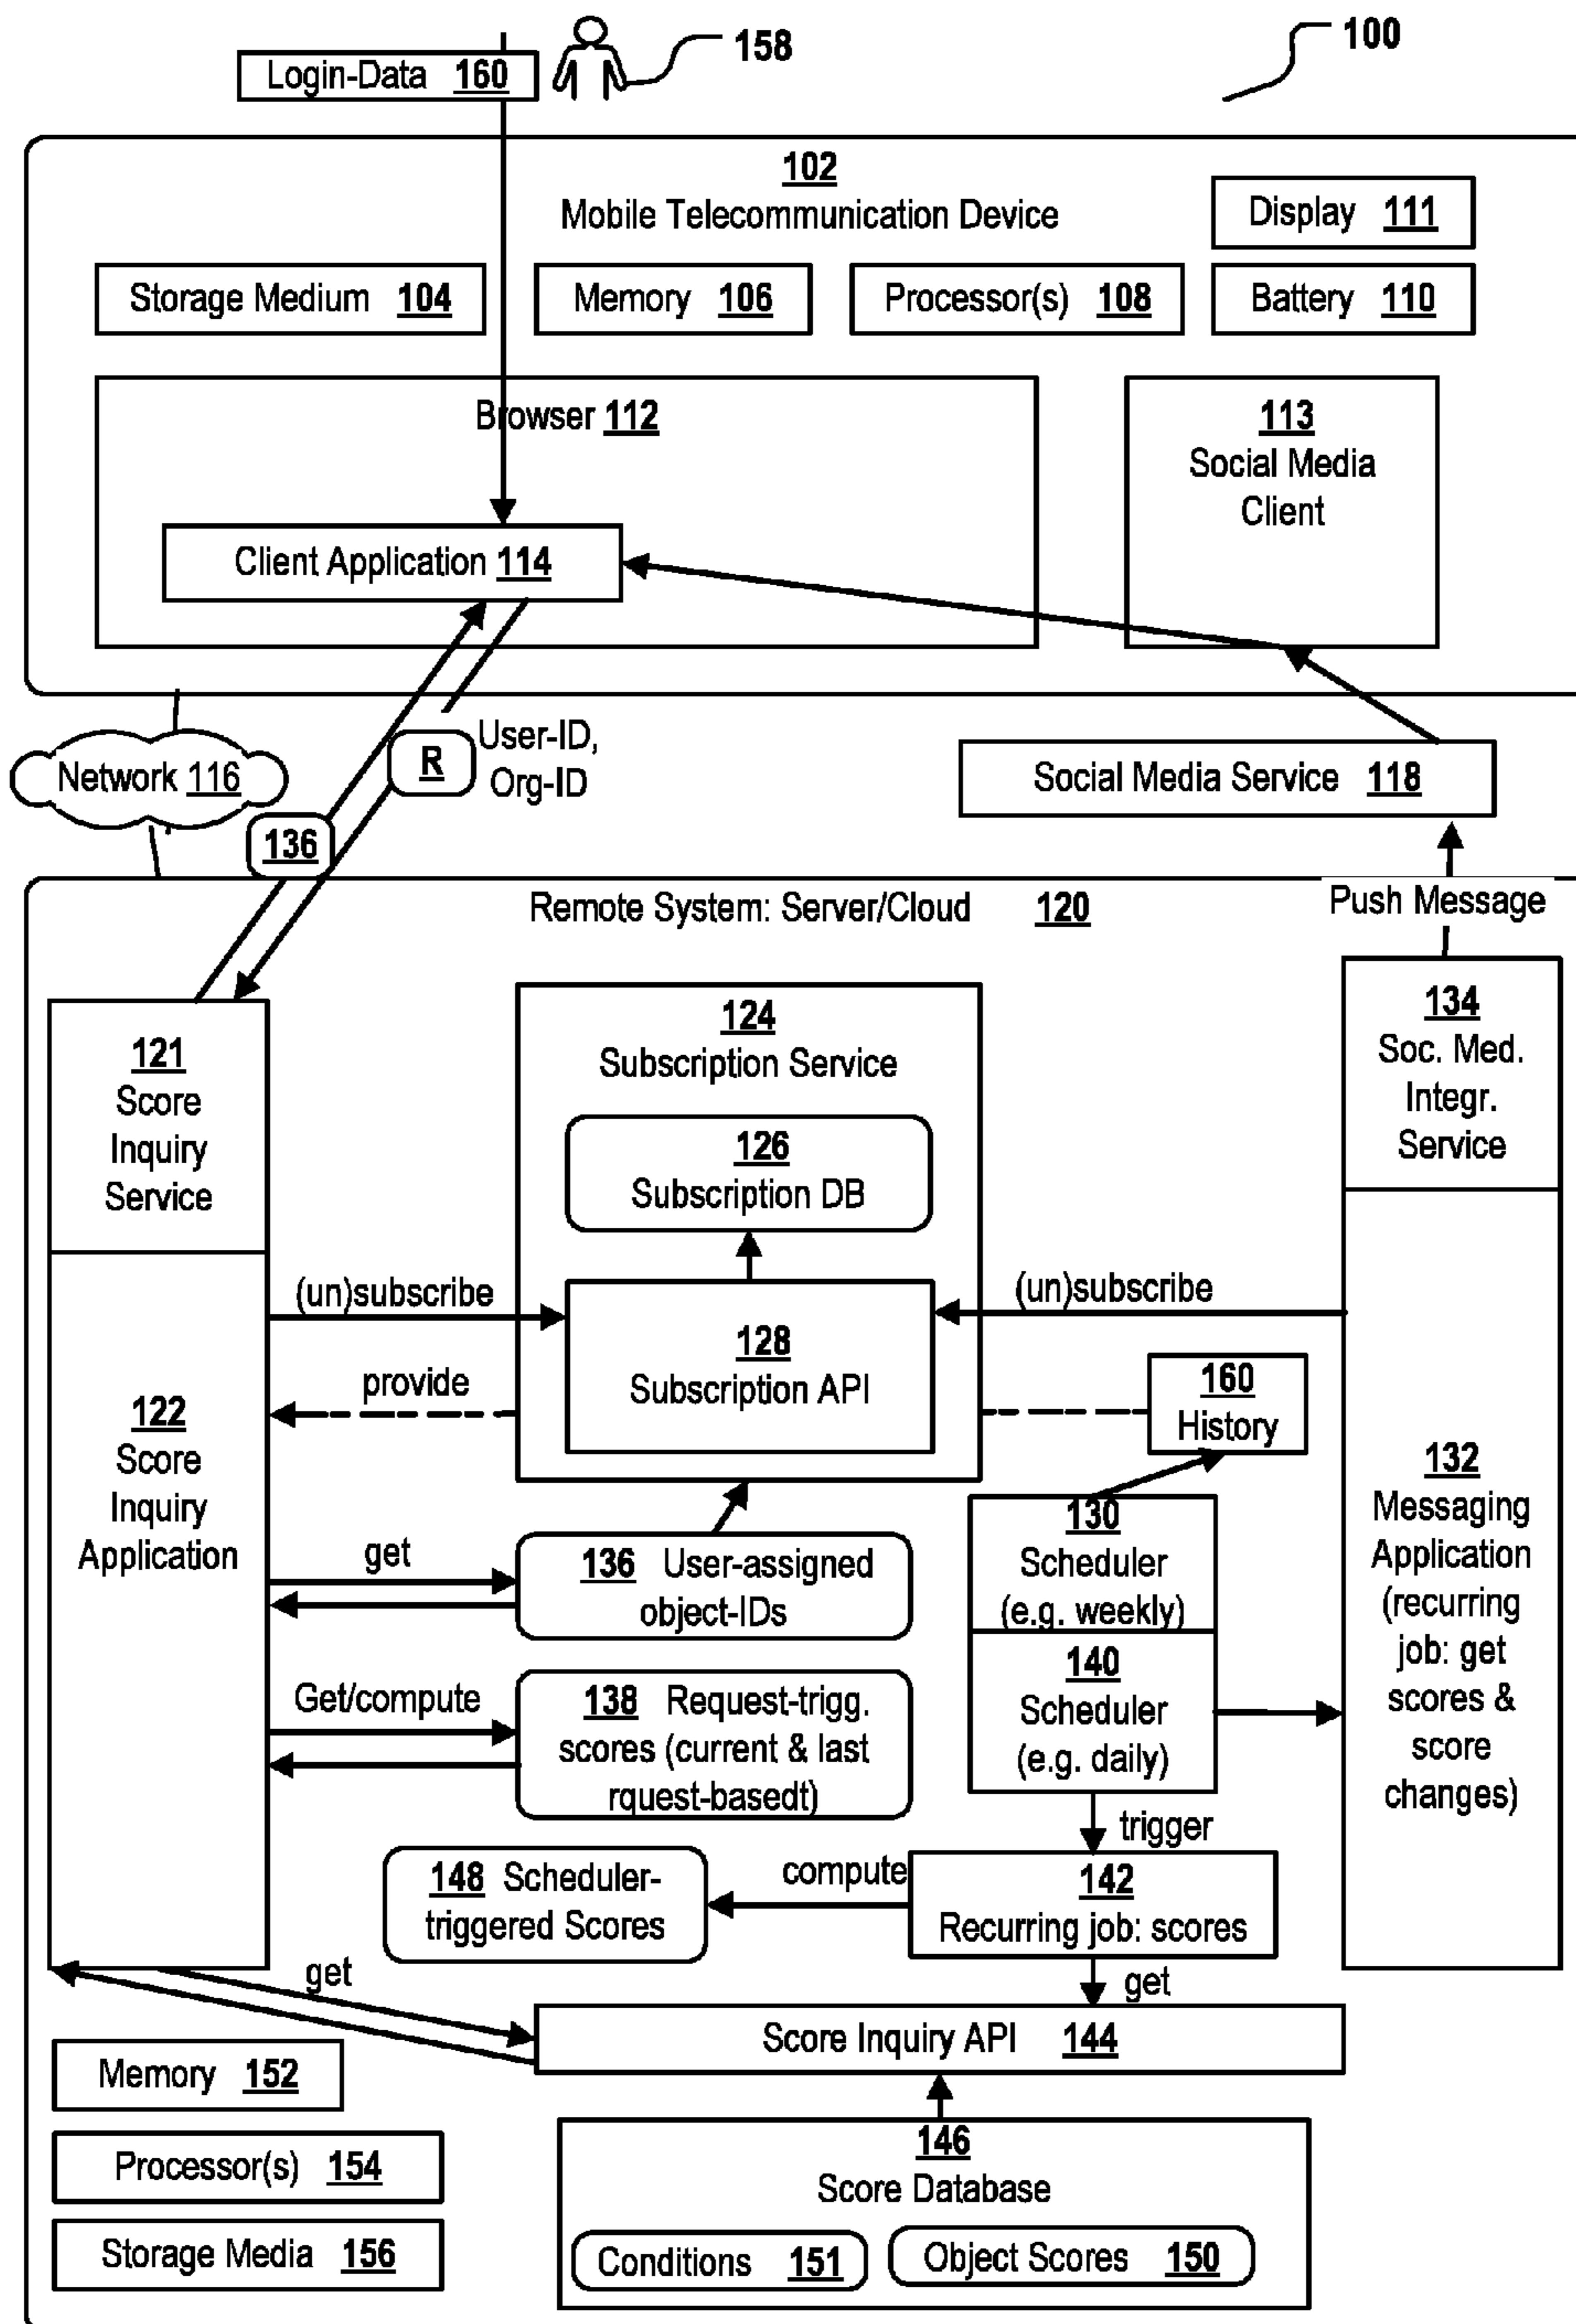 158
100
Login-Data 160
102
Mobile Telecommunication Device
Display 111
Storage Medium 104
Memory 106
Processor(s) 108
Battery 110
Browser 112
113
Social Media
Client
Client Application 114
Network 116
R
User-ID,
Org-ID
Social Media Service 118
136
Remote System: Server/Cloud 120
Push Message
121
Score
Inquiry
Service
124
Subscription Service
126
Subscription DB
134
Soc. Med.
Integr.
Service
(un)subscribe
128
Subscription API
(un)subscribe
provide
160
History
122
Score
Inquiry
Application
132
Messaging
Application
(recurring
job: get
scores &
score
changes)
get
136 User-assigned
object-IDs
130
Scheduler
(e.g. weekly)
Get/compute
138 Request-trigg.
scores (current & last
rquest-basedt)
140
Scheduler
(e.g. daily)
trigger
148 Scheduler-
triggered Scores
compute
142
Recurring job: scores
get
get
Score Inquiry API 144
Memory 152
Processor(s) 154
Storage Media 156
146
Score Database
Conditions 151
Object Scores 150